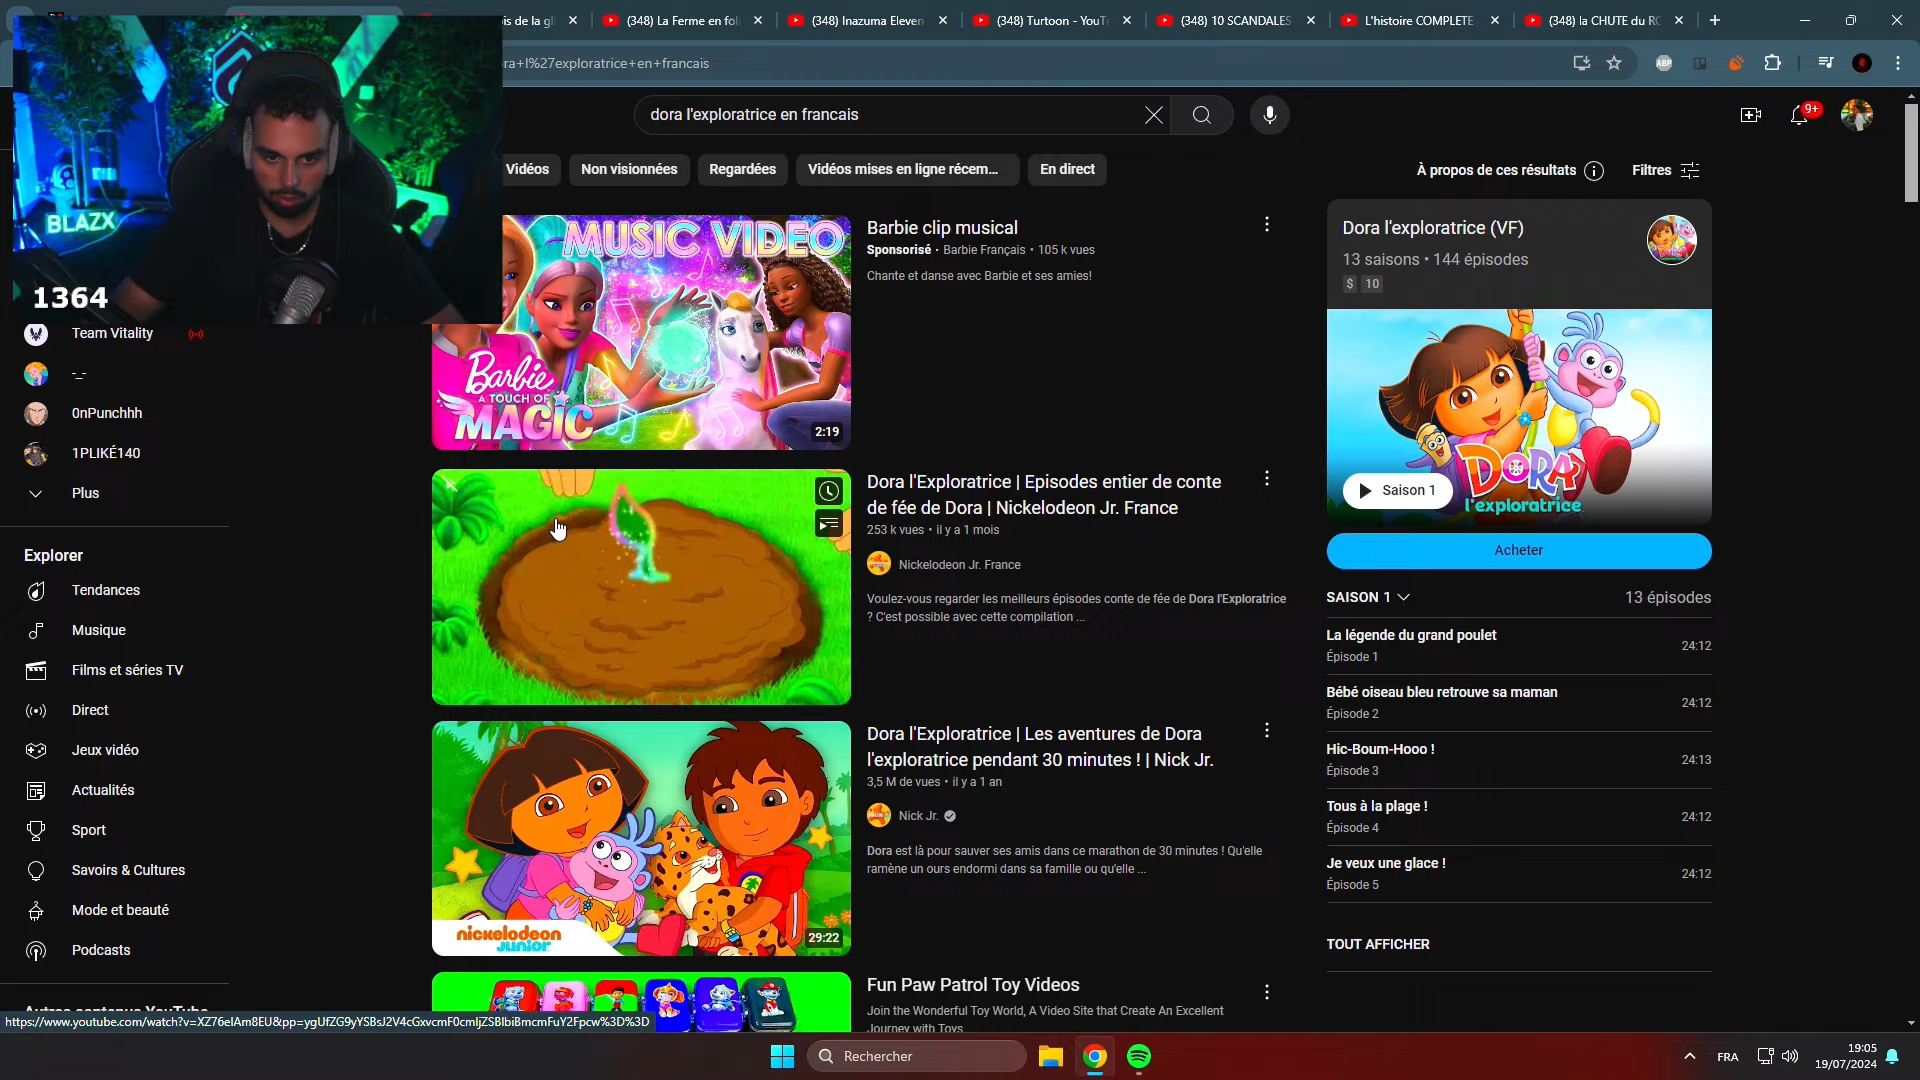 is de la gl
(348) La Ferme en foli
(348) Inazuma Eleven
(348) Turtoon - YouT
(348) 10 SCANDALES
L'histoire COMPLETE
(348) la CHUTE du RO
ra+l%27exploratrice+en+francais
ABP
dora l'exploratrice en francais
9+
Vidéos
Non visionnées
Regardées
Vidéos mises en ligne récem...
En direct
À propos de ces résultats
Filtres
BLAZX
1364
Team Vitality
-_-
0nPunchhh
1PLIKÉ140
Plus
Explorer
Tendances
Musique
Films et séries TV
Direct
Jeux vidéo
Actualités
Sport
Savoirs & Cultures
Mode et beauté
Podcasts
Autres contenus YouTube
MUSIC VIDEO
Barbie
A TOUCH OF
MAGIC
2:19
Barbie clip musical
Sponsorisé · Barbie Français • 105 k vues
Chante et danse avec Barbie et ses amies!
Dora l'Exploratrice | Episodes entier de conte
de fée de Dora | Nickelodeon Jr. France
253 k vues • il y a 1 mois
Nickelodeon Jr. France
Voulez-vous regarder les meilleurs épisodes conte de fée de Dora l'Exploratrice
? C'est possible avec cette compilation ...
nickelodeon
junior
29:22
Dora l'Exploratrice | Les aventures de Dora
l'exploratrice pendant 30 minutes ! | Nick Jr.
3,5 M de vues • il y a 1 an
Nick Jr.
Dora est là pour sauver ses amis dans ce marathon de 30 minutes ! Qu'elle
ramène un ours endormi dans sa famille ou qu'elle ...
Fun Paw Patrol Toy Videos
Join the Wonderful Toy World, A Video Site that Create An Excellent
Journey with Toys
Dora l'exploratrice (VF)
13 saisons • 144 épisodes
$ 10
DORA
l'exploratrice
Saison 1
Acheter
SAISON 1
13 épisodes
La légende du grand poulet
Épisode 1
24:12
Bébé oiseau bleu retrouve sa maman
Épisode 2
24:12
Hic-Boum-Hooo !
Épisode 3
24:13
Tous à la plage !
Épisode 4
24:12
Je veux une glace !
Épisode 5
24:12
TOUT AFFICHER
https://www.youtube.com/watch?v=XZ76elAm8EU&pp=ygUfZG9yYSBsJ2V4cGxvcmF0cmljZSBlbiBmcmFuY2Fpcw%3D%3D
Rechercher
FRA
19:05
19/07/2024